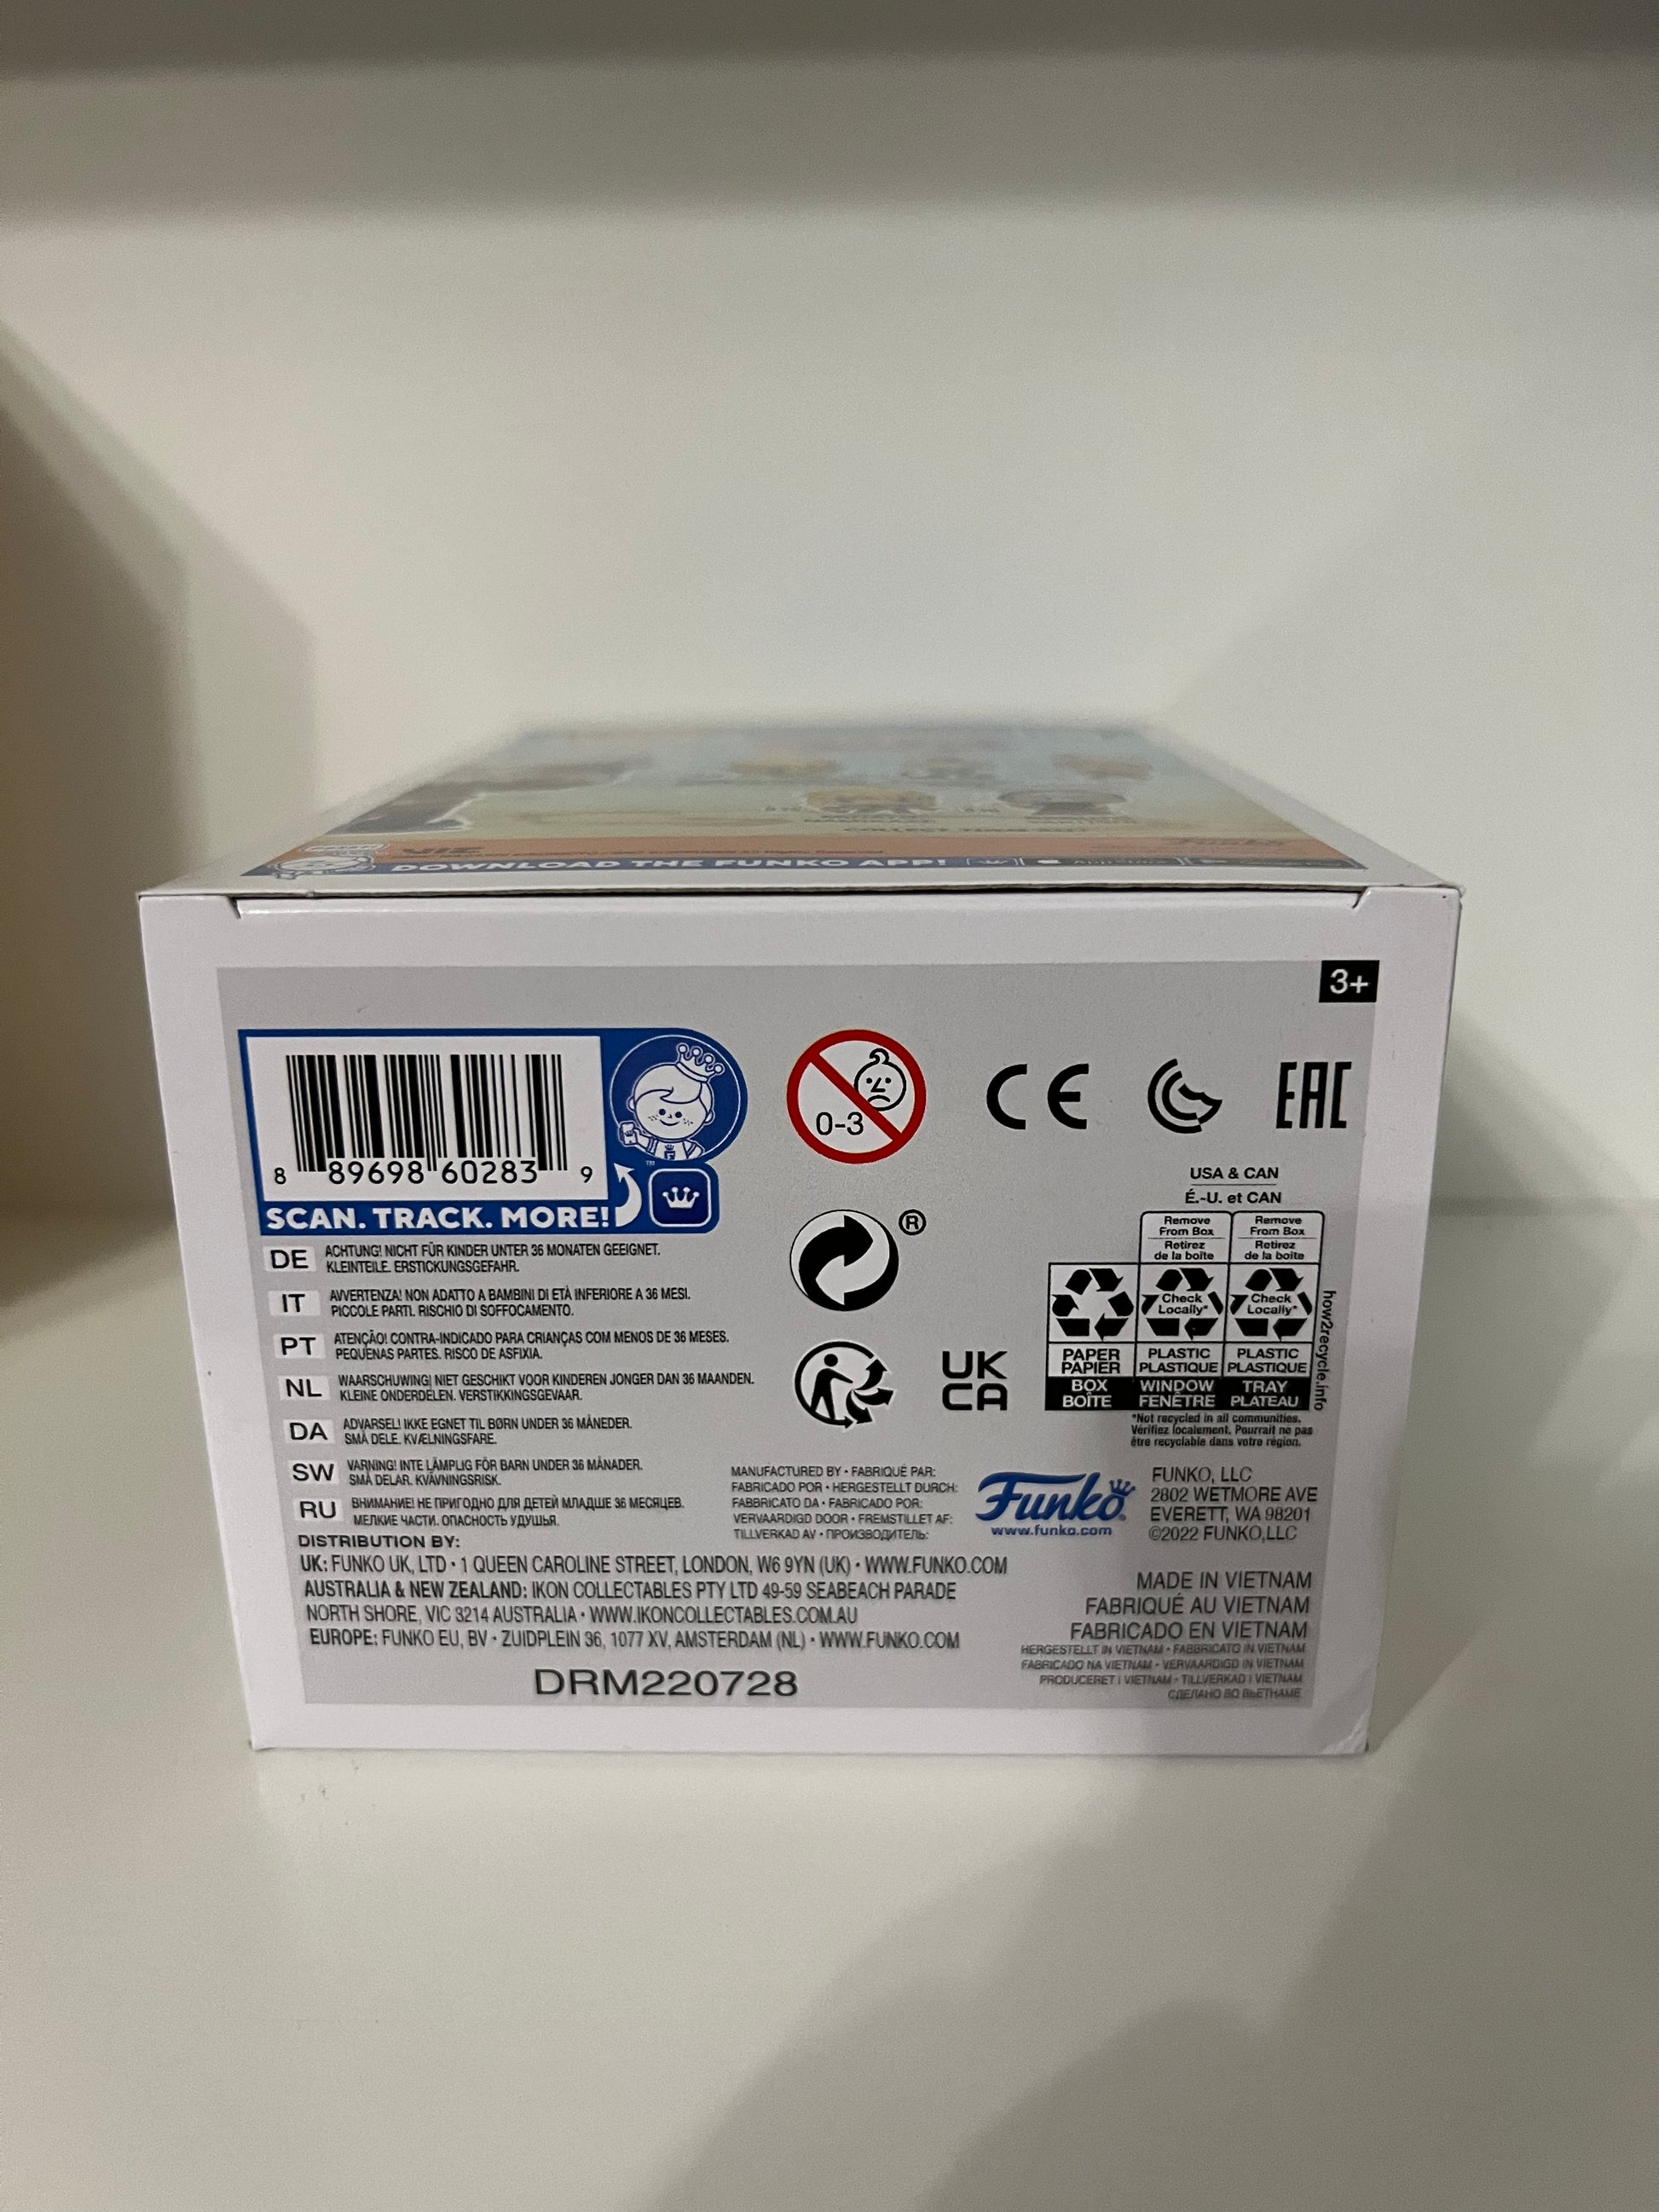 VIZ
DOWNLOAD THE FUNKO APP!
3+
8 89698 60283 9
SCAN. TRACK. MORE!
TM
0-3
CE
EAC
DE ACHTUNG! NICHT FÜR KINDER UNTER 36 MONATEN GEEIGNET.
KLEINTEILE. ERSTICKUNGSGEFAHR.
IT AVVERTENZA! NON ADATTO A BAMBINI DI ETÀ INFERIORE A 36 MESI.
PICCOLE PARTI. RISCHIO DI SOFFOCAMENTO.
PT ATENÇÃO! CONTRA-INDICADO PARA CRIANÇAS COM MENOS DE 36 MESES.
PEQUENAS PARTES. RISCO DE ASFIXIA.
NL WAARSCHUWING! NIET GESCHIKT VOOR KINDEREN JONGER DAN 36 MAANDEN.
KLEINE ONDERDELEN. VERSTIKKINGSGEVAAR.
DA ADVARSEL! IKKE EGNET TIL BØRN UNDER 36 MÅNEDER.
SMÅ DELE. KVÆLNINGSFARE.
SW VARNING! INTE LÄMPLIG FÖR BARN UNDER 36 MÅNADER.
SMÅ DELAR. KVÄVNINGSRISK.
RU ВНИМАНИЕ! НЕ ПРИГОДНО ДЛЯ ДЕТЕЙ МЛАДШЕ 36 МЕСЯЦЕВ.
МЕЛКИЕ ЧАСТИ. ОПАСНОСТЬ УДУШЬЯ.
®
UK
CA
USA & CAN
É.-U. et CAN
Remove From Box Remove From Box
Retirez de la boîte Retirez de la boîte
Check Locally* Check Locally*
PAPER PLASTIC PLASTIC
PAPIER PLASTIQUE PLASTIQUE
BOX WINDOW TRAY
BOÎTE FENÊTRE PLATEAU
how2recycle.info
*Not recycled in all communities.
Vérifiez localement. Pourrait ne pas
être recyclable dans votre région.
MANUFACTURED BY • FABRIQUÉ PAR:
FABRICADO POR • HERGESTELLT DURCH:
FABBRICATO DA • FABRICADO POR:
VERVAARDIGD DOOR • FREMSTILLET AF:
TILLVERKAD AV • ПРОИЗВОДИТЕЛЬ:
Funko®
www.funko.com
FUNKO, LLC
2802 WETMORE AVE
EVERETT, WA 98201
©2022 FUNKO,LLC
DISTRIBUTION BY:
UK: FUNKO UK, LTD • 1 QUEEN CAROLINE STREET, LONDON, W6 9YN (UK) • WWW.FUNKO.COM
AUSTRALIA & NEW ZEALAND: IKON COLLECTABLES PTY LTD 49-59 SEABEACH PARADE
NORTH SHORE, VIC 3214 AUSTRALIA • WWW.IKONCOLLECTABLES.COM.AU
EUROPE: FUNKO EU, BV • ZUIDPLEIN 36, 1077 XV, AMSTERDAM (NL) • WWW.FUNKO.COM
MADE IN VIETNAM
FABRIQUÉ AU VIETNAM
FABRICADO EN VIETNAM
HERGESTELLT IN VIETNAM • FABBRICATO IN VIETNAM
FABRICADO NA VIETNAM • VERVAARDIGD IN VIETNAM
PRODUCERET I VIETNAM • TILLVERKAD I VIETNAM
СДЕЛАНО ВО ВЬЕТНАМЕ
DRM220728